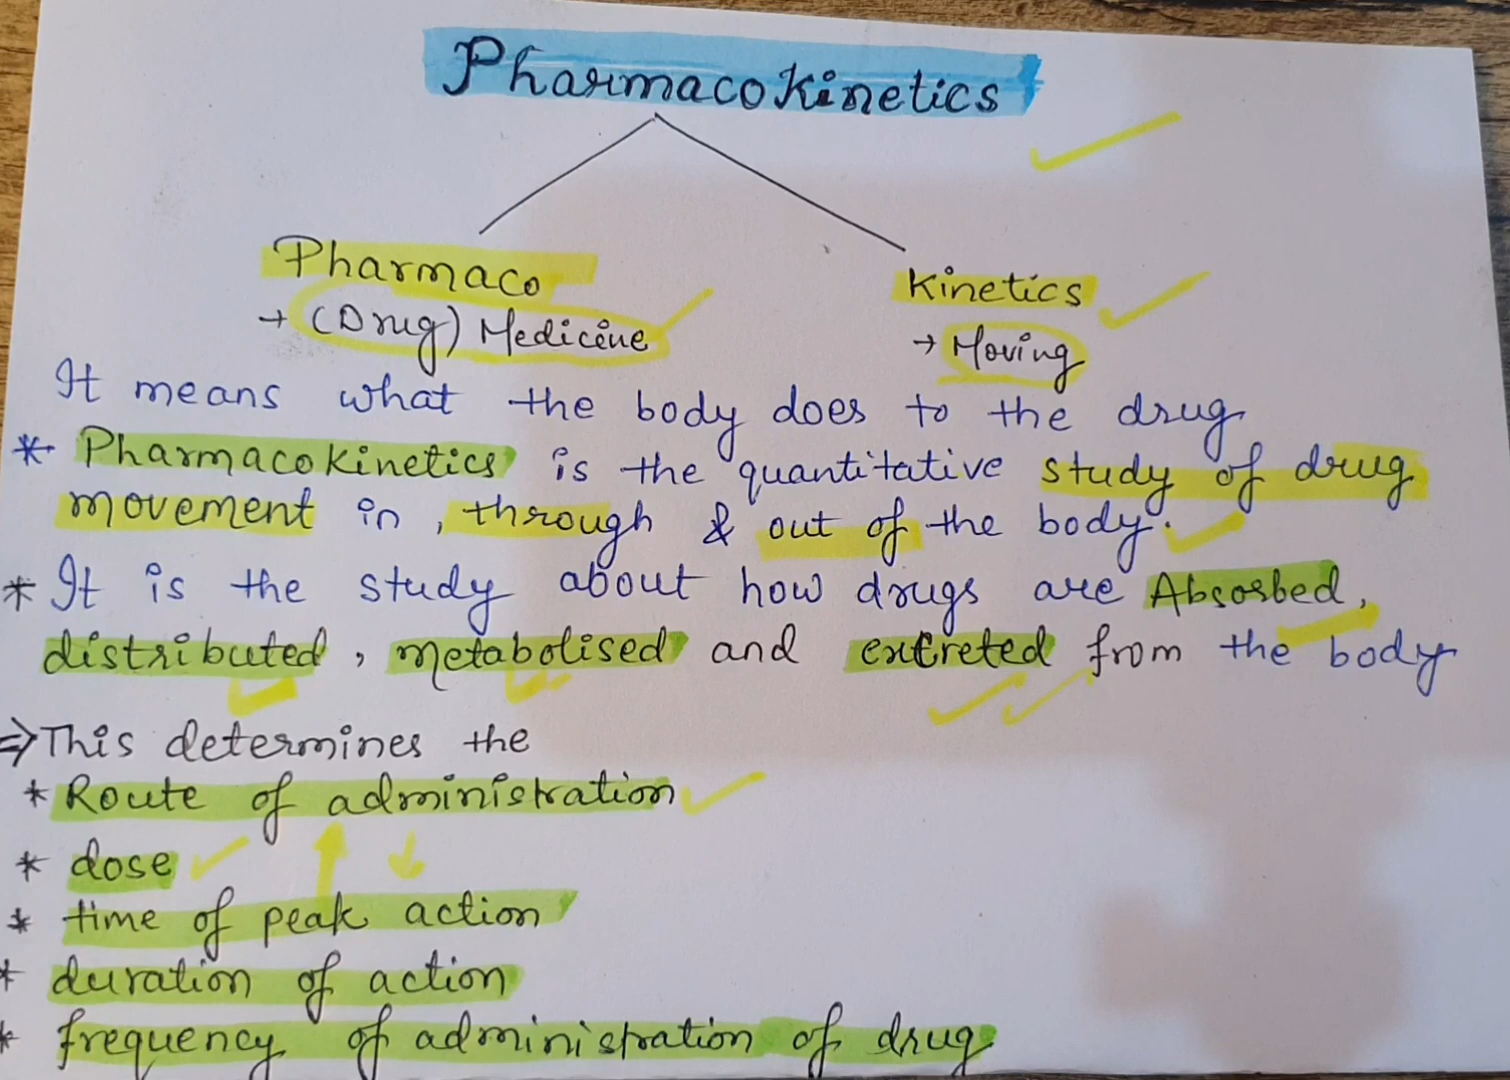 Pharmacokinetics
Pharmaco
→ (Drug) Medicine
Kinetics
→ Moving
It means what the body does to the drug
* Pharmacokinetics is the quantitative study of drug
movement in , through & out of the body.
* It is the study about how drugs are Absorbed,
distributed, metabolised and excreted from the body
⇒ This determines the
* Route of administration
* dose
* time of peak action
* duration of action
* frequency of administration of drug